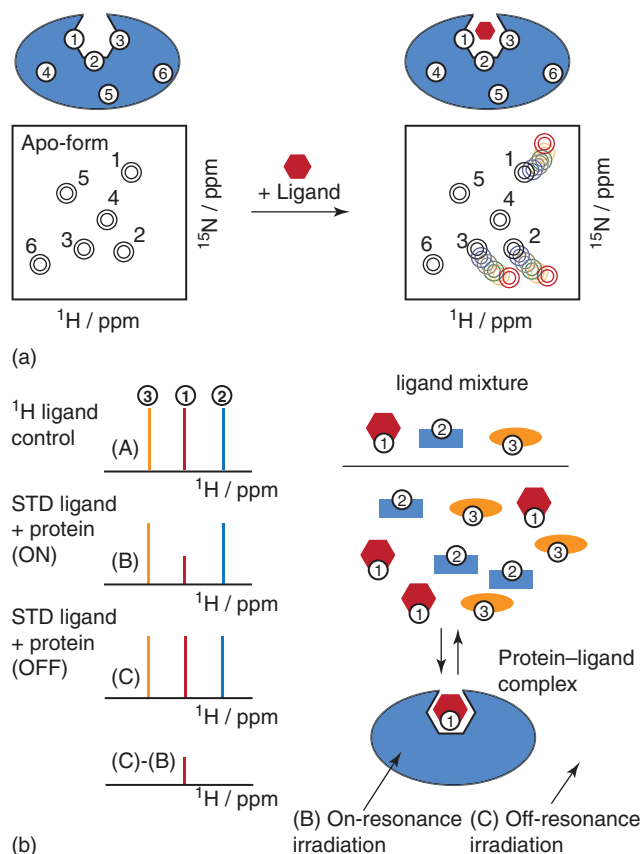 1 3 2 4 6 5
1 3 2 4 6 5
Apo-form
1
5
4
3 2
6
15N / ppm
1H / ppm
+ Ligand
1
5
4
3 2
6
15N / ppm
1H / ppm
(a)
3 1 2
1H ligand
control
(A)
1H / ppm
STD ligand
+ protein
(ON)
(B)
1H / ppm
STD ligand
+ protein
(OFF)
(C)
1H / ppm
(C)-(B)
1H / ppm
ligand mixture
1 2 3
2 3 1
3
1 2 2
1 3
Protein–ligand
complex
1
(B) On-resonance
irradiation
(C) Off-resonance
irradiation
(b)